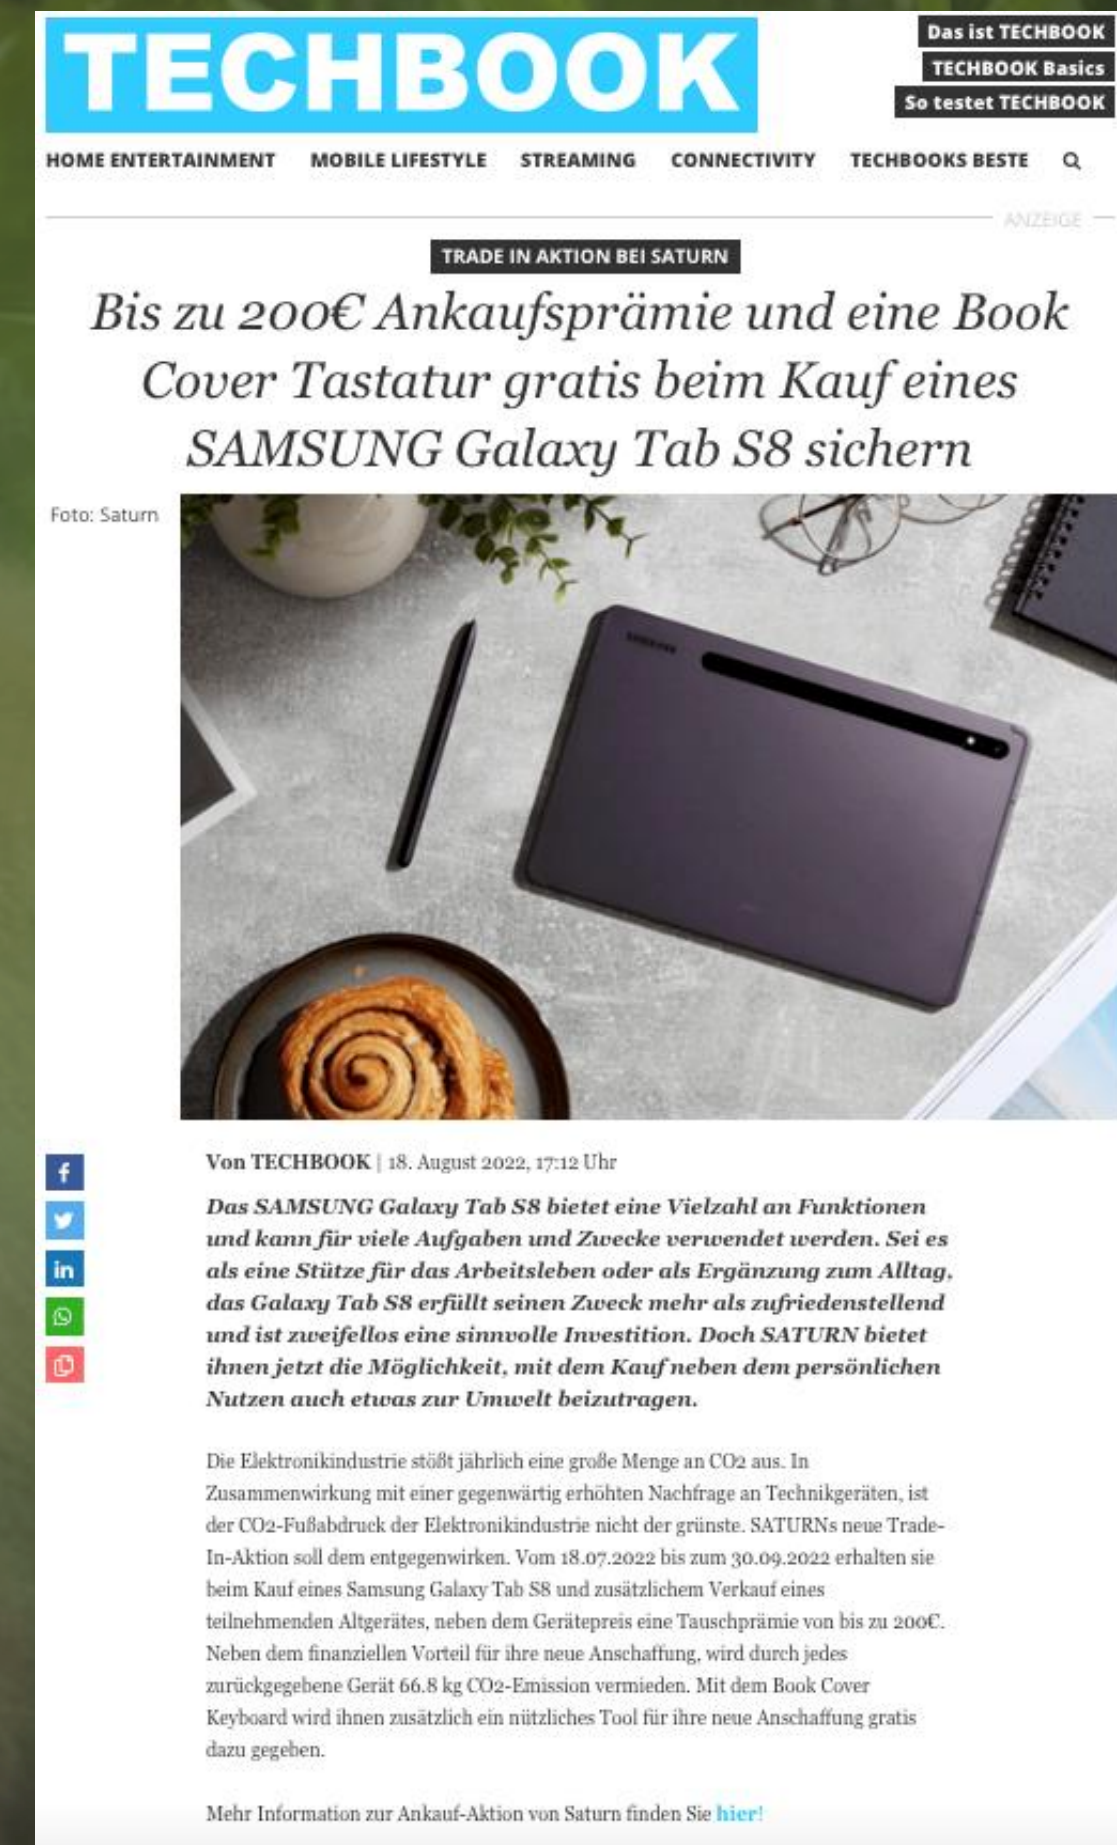 TECHBOOK
Das ist TECHBOOK
TECHBOOK Basics
So testet TECHBOOK
HOME ENTERTAINMENT MOBILE LIFESTYLE STREAMING CONNECTIVITY TECHBOOKS BESTE
ANZEIGE
TRADE IN AKTION BEI SATURN
Bis zu 200€ Ankaufsprämie und eine Book
Cover Tastatur gratis beim Kauf eines
SAMSUNG Galaxy Tab S8 sichern
Foto: Saturn
SAMSUNG
Von TECHBOOK | 18. August 2022, 17:12 Uhr
Das SAMSUNG Galaxy Tab S8 bietet eine Vielzahl an Funktionen
und kann für viele Aufgaben und Zwecke verwendet werden. Sei es
als eine Stütze für das Arbeitsleben oder als Ergänzung zum Alltag,
das Galaxy Tab S8 erfüllt seinen Zweck mehr als zufriedenstellend
und ist zweifellos eine sinnvolle Investition. Doch SATURN bietet
ihnen jetzt die Möglichkeit, mit dem Kauf neben dem persönlichen
Nutzen auch etwas zur Umwelt beizutragen.
Die Elektronikindustrie stößt jährlich eine große Menge an CO2 aus. In
Zusammenwirkung mit einer gegenwärtig erhöhten Nachfrage an Technikgeräten, ist
der CO2-Fußabdruck der Elektronikindustrie nicht der grünste. SATURNs neue Trade-
In-Aktion soll dem entgegenwirken. Vom 18.07.2022 bis zum 30.09.2022 erhalten sie
beim Kauf eines Samsung Galaxy Tab S8 und zusätzlichem Verkauf eines
teilnehmenden Altgerätes, neben dem Gerätepreis eine Tauschprämie von bis zu 200€.
Neben dem finanziellen Vorteil für ihre neue Anschaffung, wird durch jedes
zurückgegebene Gerät 66.8 kg CO2-Emission vermieden. Mit dem Book Cover
Keyboard wird ihnen zusätzlich ein nützliches Tool für ihre neue Anschaffung gratis
dazu gegeben.
Mehr Information zur Ankauf-Aktion von Saturn finden Sie hier!